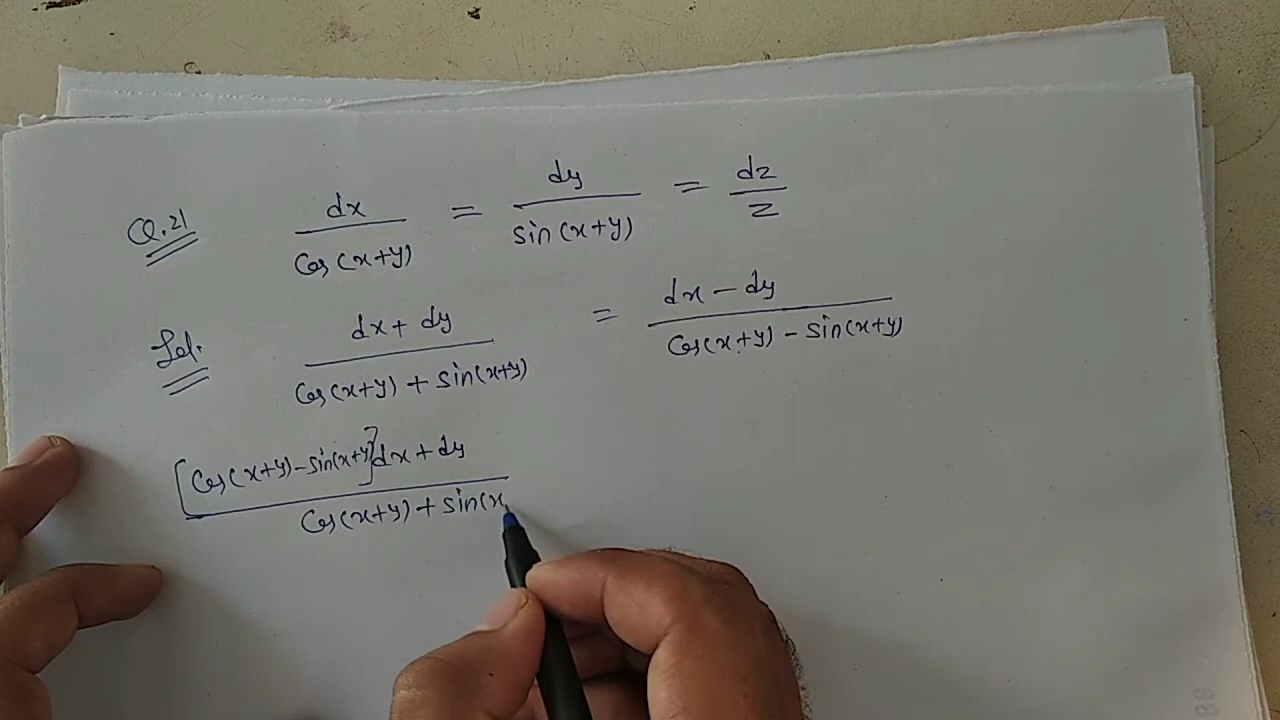 Q.21 dx/cos(x+y) = dy/sin(x+y) = dz/z
Sol. dx + dy/cos(x+y) + sin(x+y) = dx - dy/cos(x+y) - sin(x+y)
[cos(x+y) - sin(x+y)] dx + dy/cos(x+y) + sin(x
88